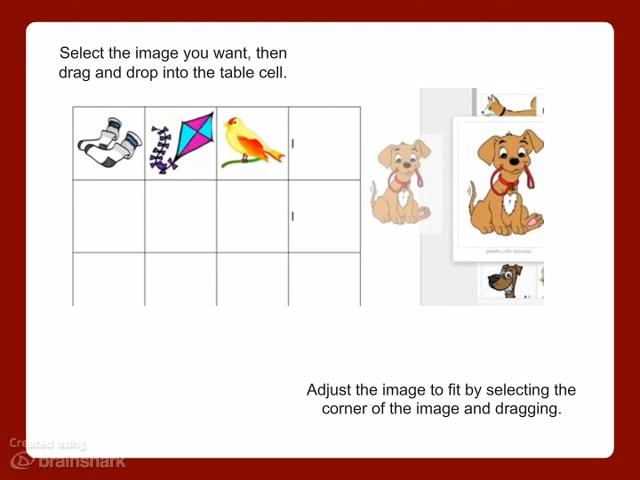 Select the image you want, then
drag and drop into the table cell.
Adjust the image to fit by selecting the
corner of the image and dragging.
Created using
brainshark